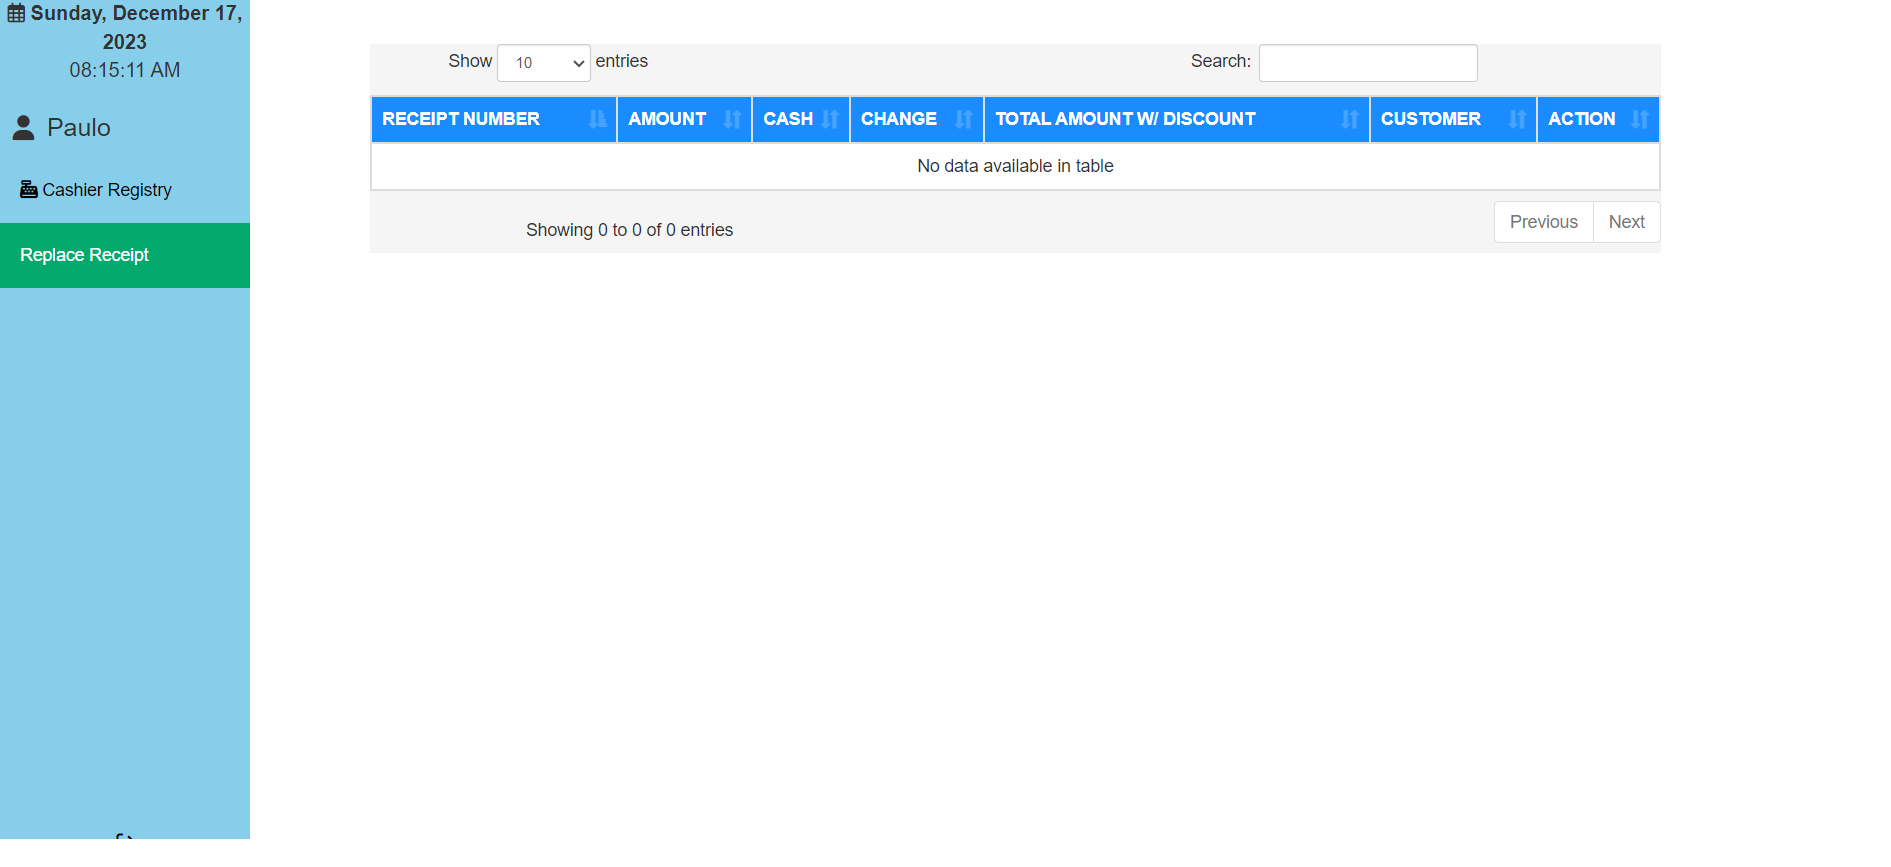 Sunday, December 17,
2023
08:15:11 AM
Paulo
Cashier Registry
Replace Receipt
Show 10 entries
Search:
RECEIPT NUMBER AMOUNT CASH CHANGE TOTAL AMOUNT W/ DISCOUNT CUSTOMER ACTION
No data available in table
Showing 0 to 0 of 0 entries
Previous Next